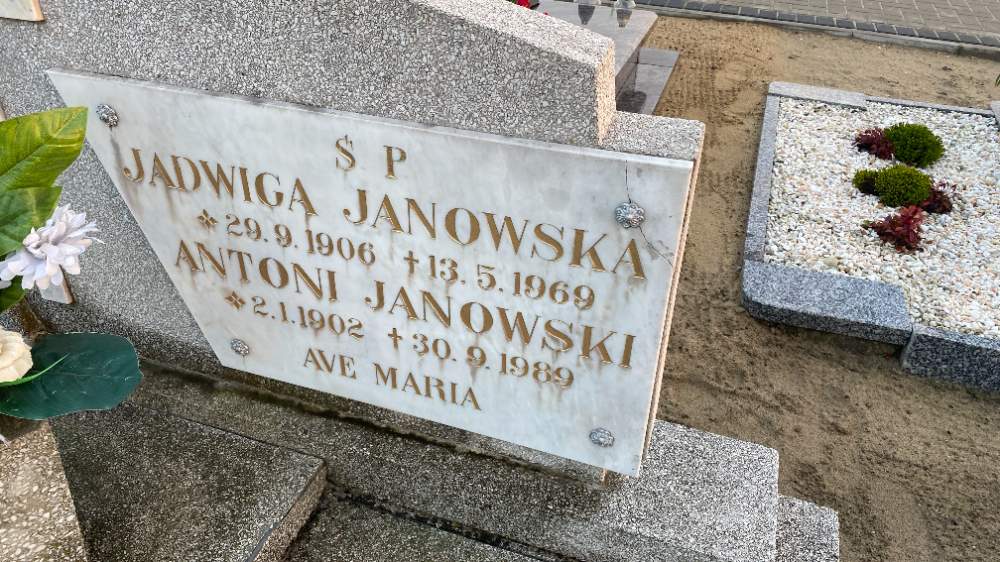 Ś P
JADWIGA JANOWSKA
29.9.1906 †13.5.1969
ANTONI JANOWSKI
2.1.1902 †30.9.1989
AVE MARIA